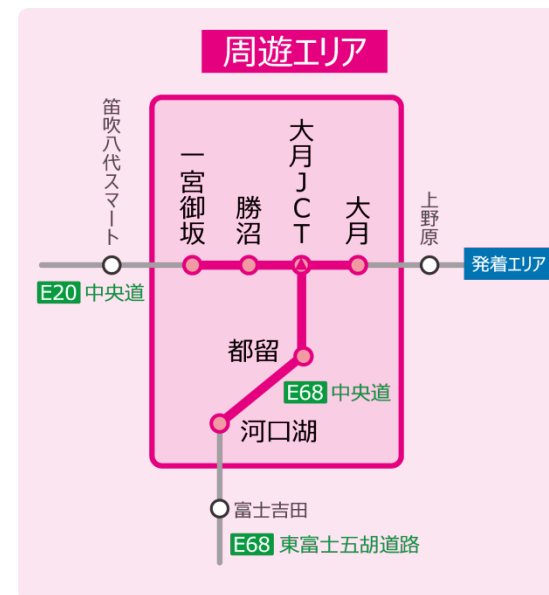 周遊エリア
笛吹八代スマート
一宮御坂
勝沼
大月JCT
大月
上野原
発着エリア
E20 中央道
都留
E68 中央道
河口湖
富士吉田
E68 東富士五胡道路